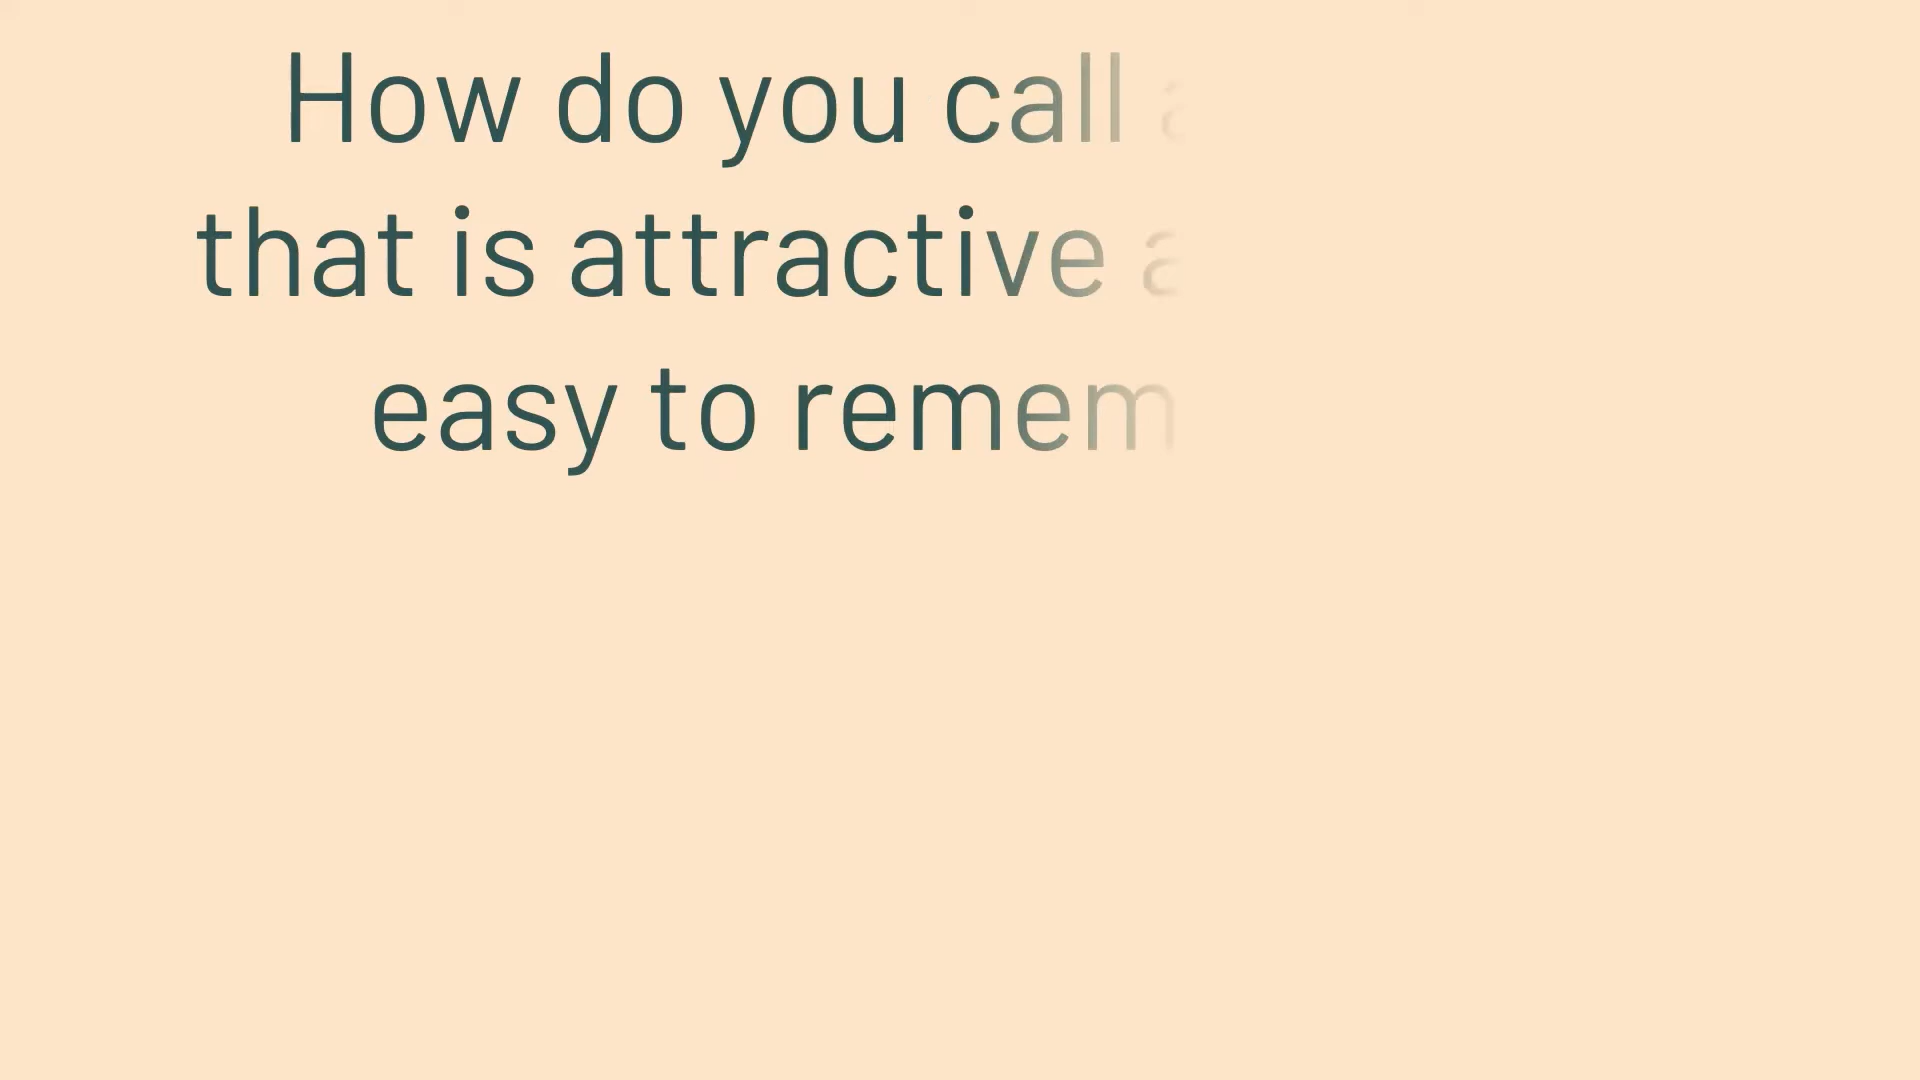 How do you call a
that is attractive
easy to remem